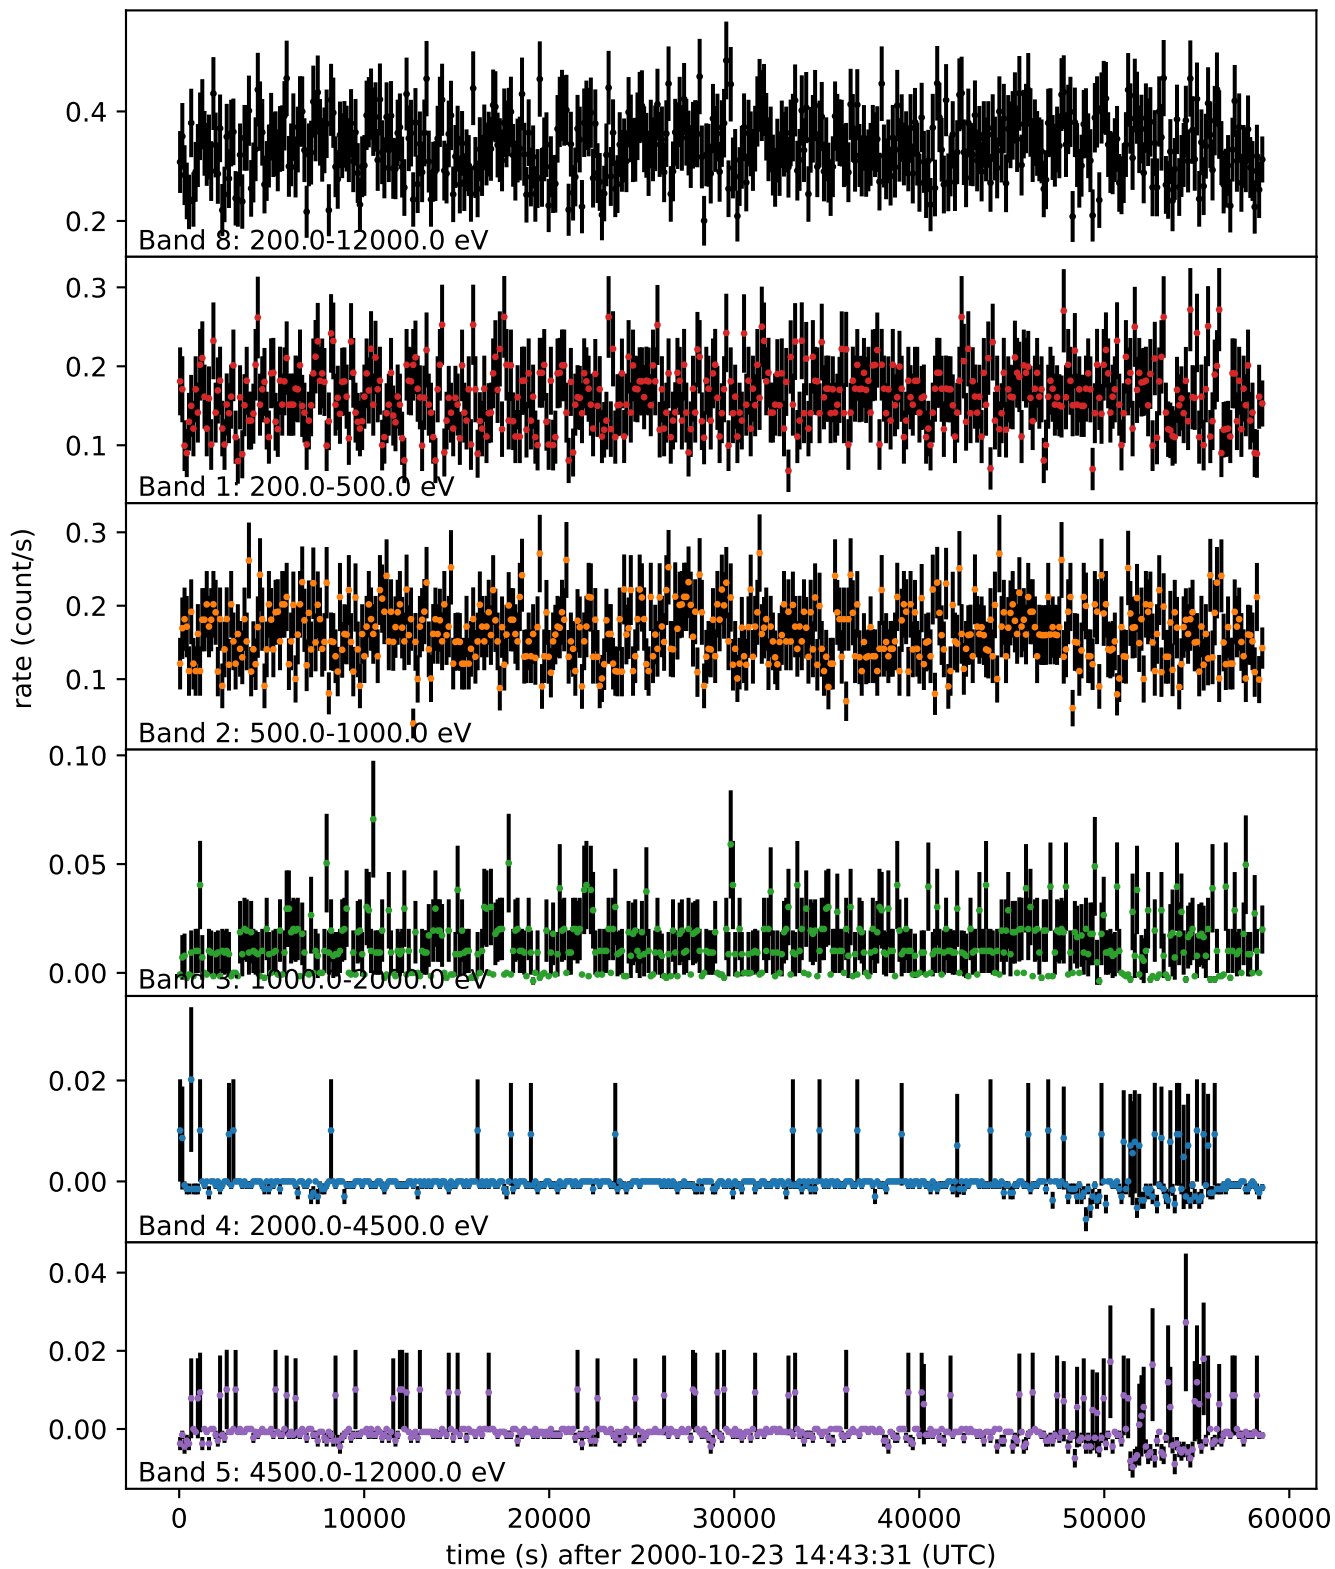 0.4
0.2
Band 8: 200.0-12000.0 eV
0.3
0.2
0.1
Band 1: 200.0-500.0 eV
rate (count/s)
0.3
0.2
0.1
Band 2: 500.0-1000.0 eV
0.10
0.05
0.00
Band 3: 1000.0-2000.0 eV
0.02
0.00
Band 4: 2000.0-4500.0 eV
0.04
0.02
0.00
Band 5: 4500.0-12000.0 eV
0 10000 20000 30000 40000 50000 60000
time (s) after 2000-10-23 14:43:31 (UTC)